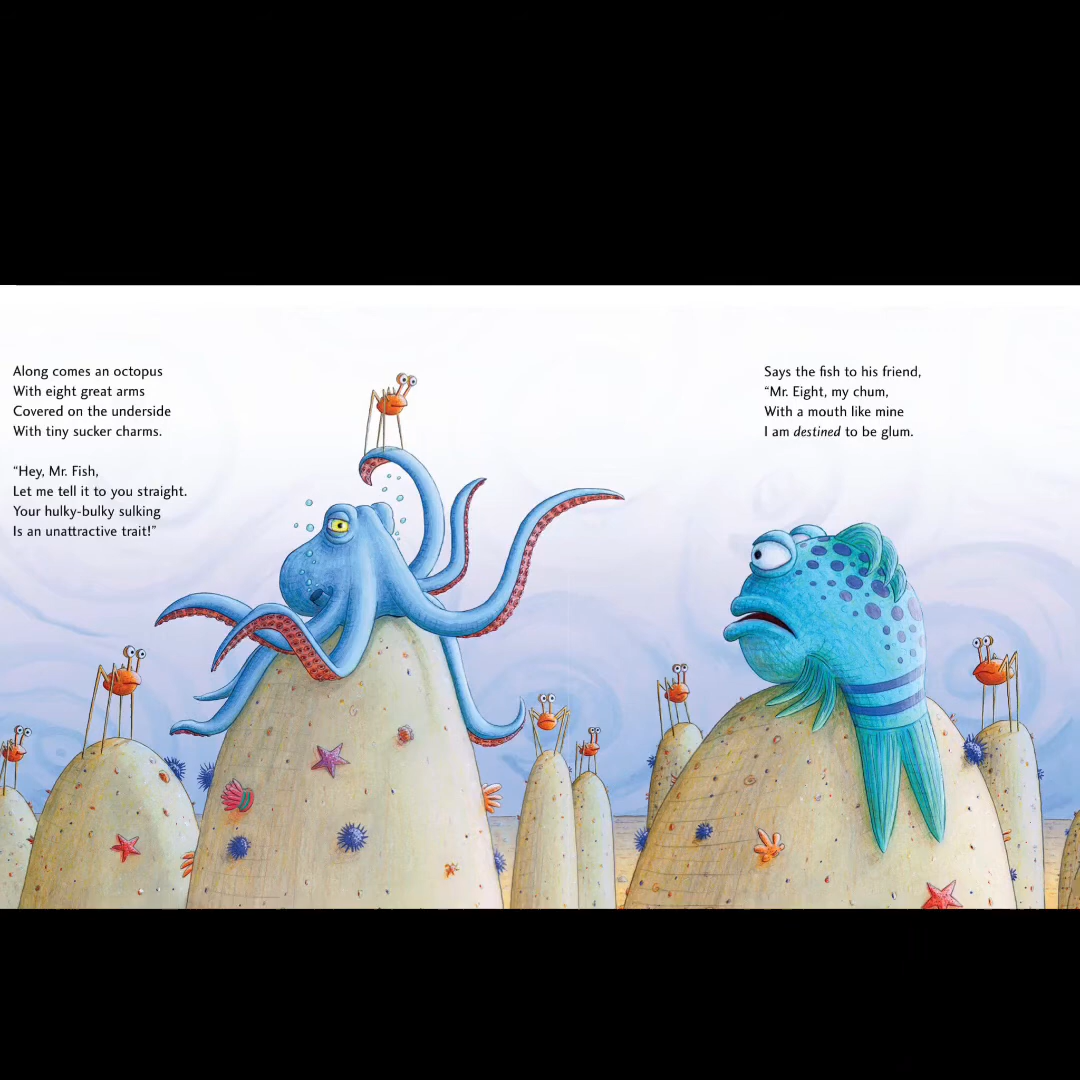 Along comes an octopus
With eight great arms
Covered on the underside
With tiny sucker charms.
“Hey, Mr. Fish,
Let me tell it to you straight.
Your hulky-bulky sulking
Is an unattractive trait!”
Says the fish to his friend,
“Mr. Eight, my chum,
With a mouth like mine
I am destined to be glum.